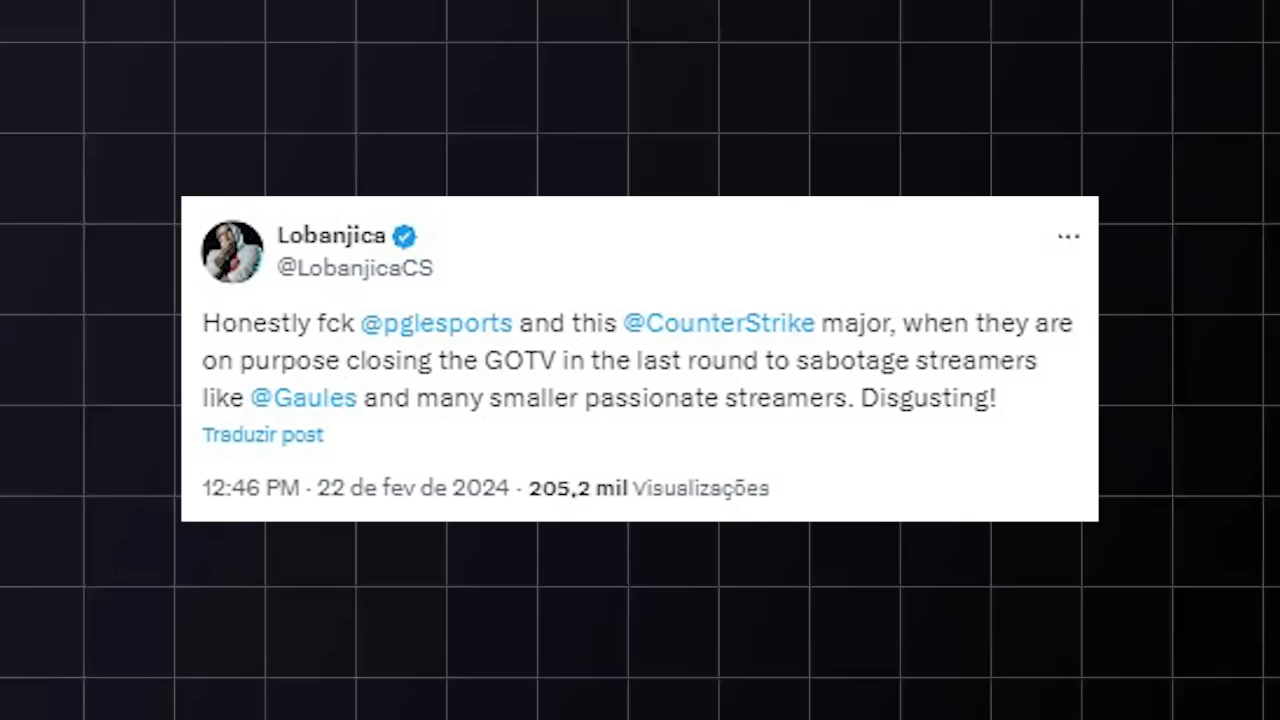 Lobanjica
@LobanjicaCS
Honestly fck @pglesports and this @CounterStrike major, when they are
on purpose closing the GOTV in the last round to sabotage streamers
like @Gaules and many smaller passionate streamers. Disgusting!
Traduzir post
12:46 PM · 22 de fev de 2024 · 205,2 mil Visualizações